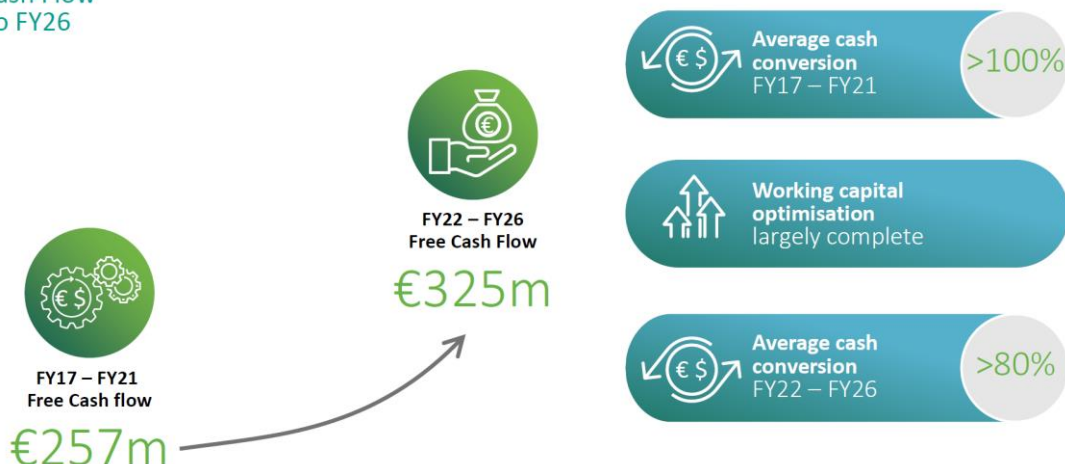 FY26
FY22 – FY26
Free Cash Flow
€325m
FY17 – FY21
Free Cash flow
€257m
€ $
€
€ $
Average cash
conversion
FY17 – FY21
>100%
Working capital
optimisation
largely complete
€ $
Average cash
conversion
FY22 – FY26
>80%